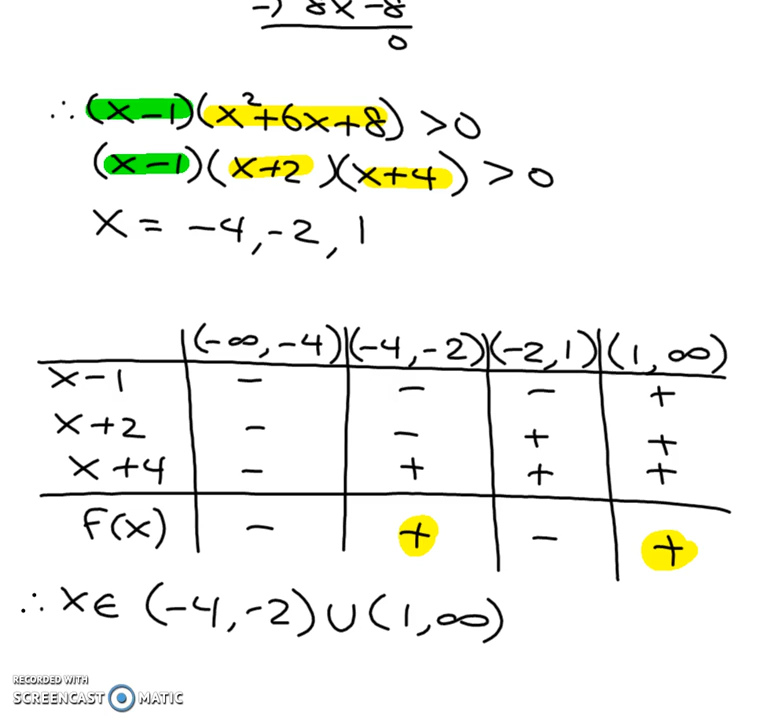 -) 8x-8
0
∴ (x-1)(x²+6x+8) >0
(x-1)(x+2)(x+4) > 0
x = -4, -2, 1
(-∞, -4) (-4, -2) (-2, 1) (1, ∞)
x-1 - - - +
x+2 - - + +
x+4 - + + +
f(x) - + - +
∴ x∈ (-4, -2) ∪ (1, ∞)
RECORDED WITH
SCREENCAST MATIC